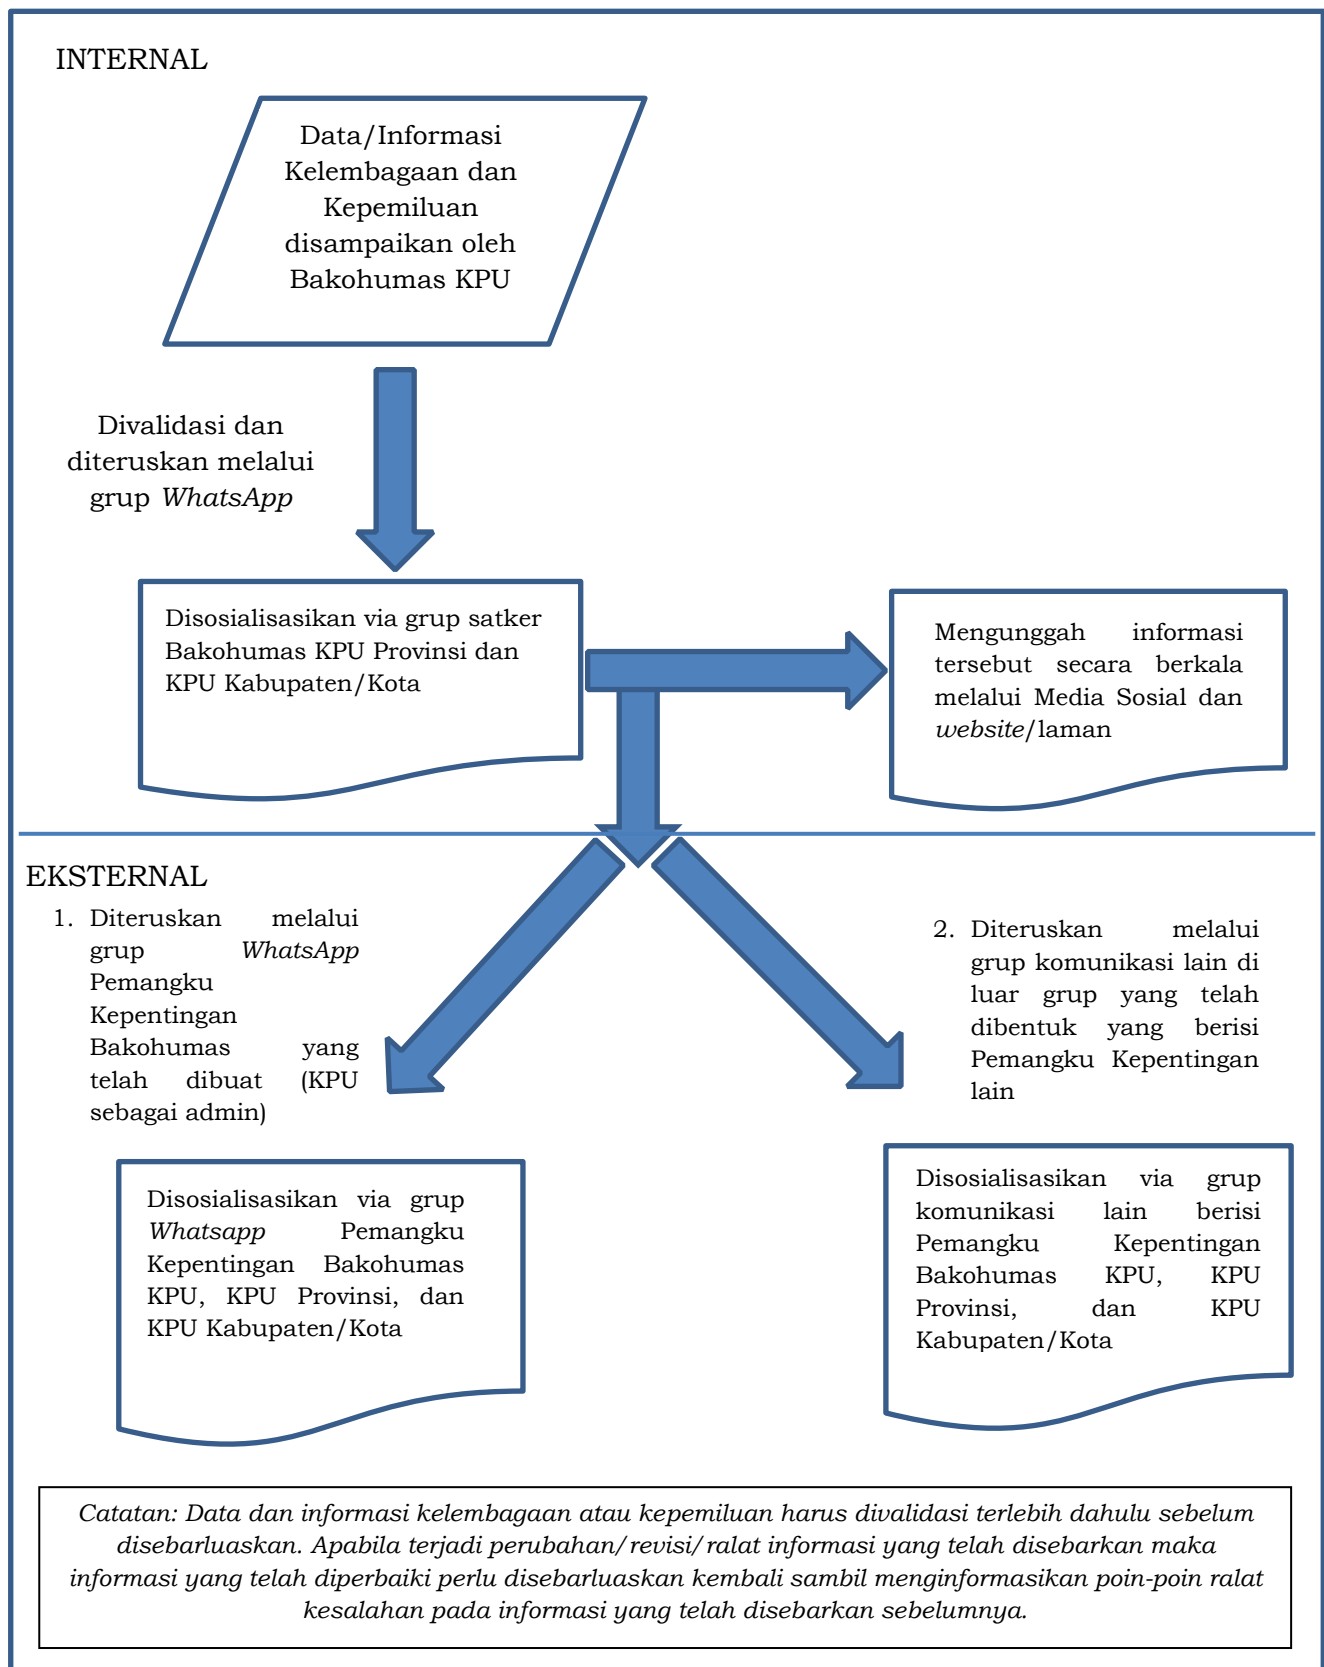 INTERNAL
Data/Informasi
Kelembagaan dan
Kepemiluan
disampaikan oleh
Bakohumas KPU
Divalidasi dan
diteruskan melalui
grup WhatsApp
Disosialisasikan via grup satker
Bakohumas KPU Provinsi dan
KPU Kabupaten/Kota
Mengunggah informasi
tersebut secara berkala
melalui Media Sosial dan
website/laman
EKSTERNAL
1. Diteruskan melalui
grup WhatsApp
Pemangku
Kepentingan
Bakohumas yang
telah dibuat (KPU
sebagai admin)
2. Diteruskan melalui
grup komunikasi lain di
luar grup yang telah
dibentuk yang berisi
Pemangku Kepentingan
lain
Disosialisasikan via grup
Whatsapp Pemangku
Kepentingan Bakohumas
KPU, KPU Provinsi, dan
KPU Kabupaten/Kota
Disosialisasikan via grup
komunikasi lain berisi
Pemangku Kepentingan
Bakohumas KPU, KPU
Provinsi, dan KPU
Kabupaten/Kota
Catatan: Data dan informasi kelembagaan atau kepemiluan harus divalidasi terlebih dahulu sebelum
disebarluaskan. Apabila terjadi perubahan/revisi/ralat informasi yang telah disebarkan maka
informasi yang telah diperbaiki perlu disebarluaskan kembali sambil menginformasikan poin-poin ralat
kesalahan pada informasi yang telah disebarkan sebelumnya.